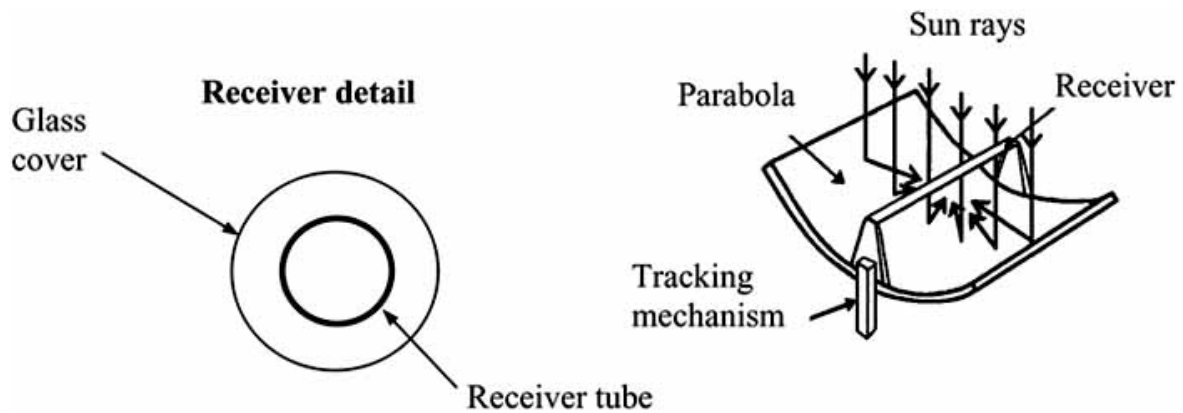 Sun rays
Receiver detail
Parabola
Receiver
Glass
cover
Tracking
mechanism
Receiver tube